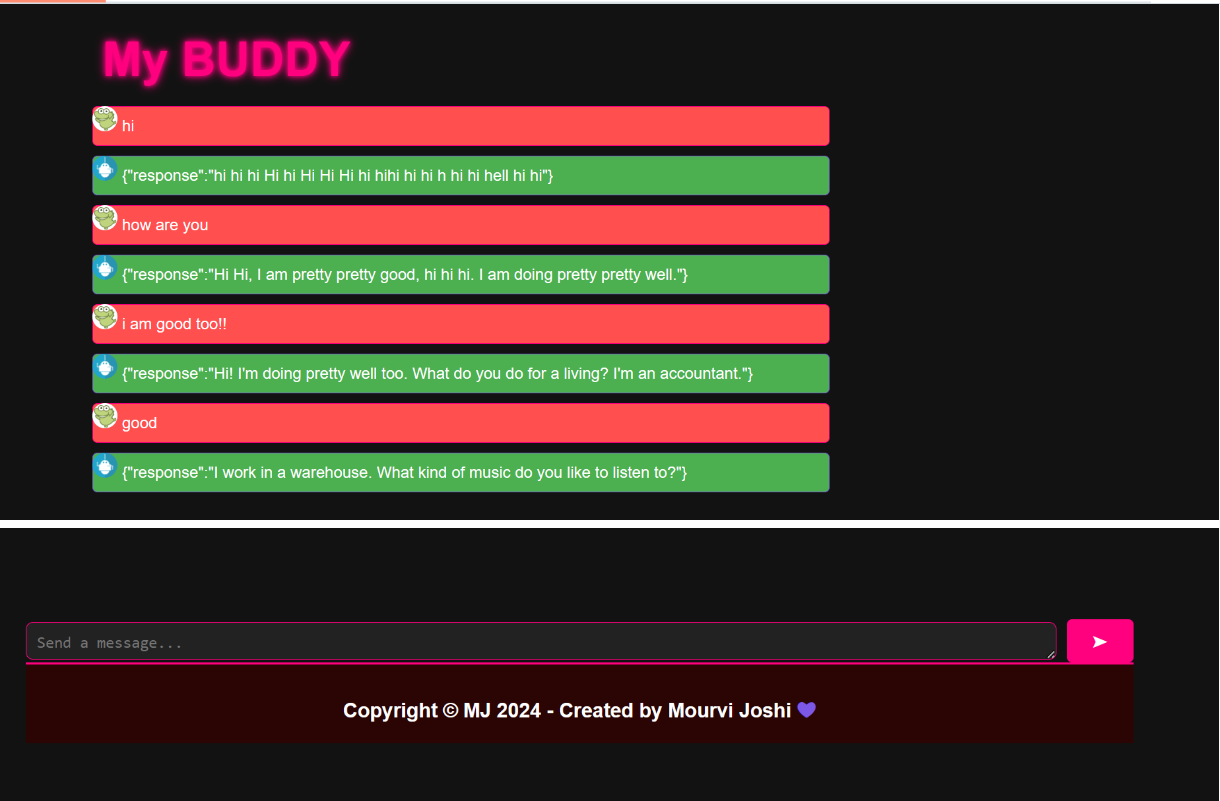 My BUDDY
hi
{"response":"hi hi hi Hi hi Hi Hi Hi hi hihi hi hi h hi hi hell hi hi"}
how are you
{"response":"Hi Hi, I am pretty pretty good, hi hi hi. I am doing pretty pretty well."}
i am good too!!
{"response":"Hi! I'm doing pretty well too. What do you do for a living? I'm an accountant."}
good
{"response":"I work in a warehouse. What kind of music do you like to listen to?"}
Send a message...
Copyright © MJ 2024 - Created by Mourvi Joshi 💜